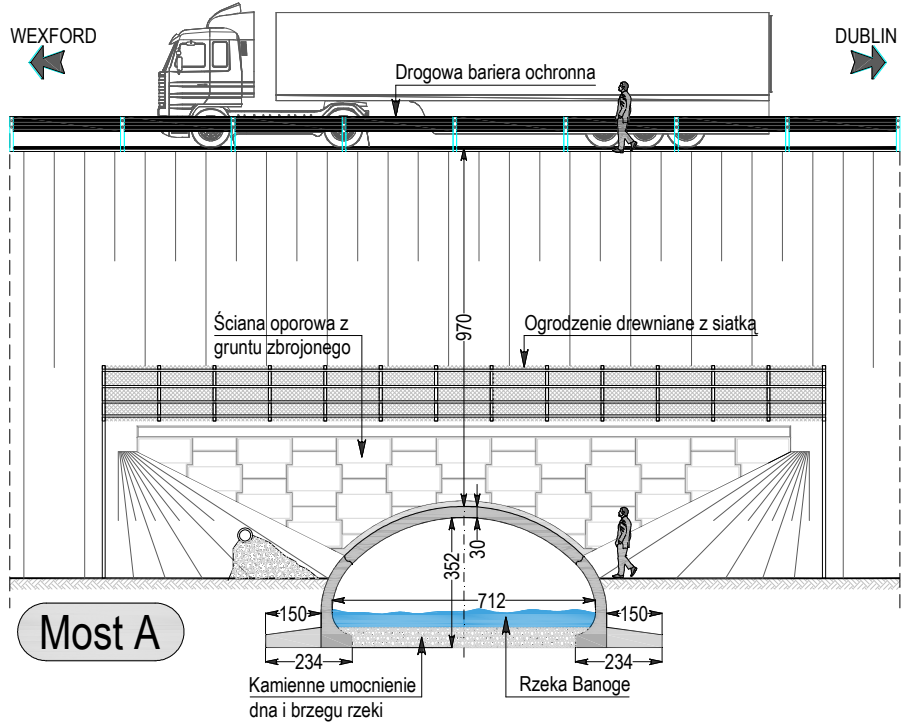 WEXFORD
DUBLIN
Drogowa bariera ochronna
970
Ściana oporowa z
gruntu zbrojonego
Ogrodzenie drewniane z siatką
30
352
712
150
150
Most A
234
234
Kamienne umocnienie
dna i brzegu rzeki
Rzeka Banoge